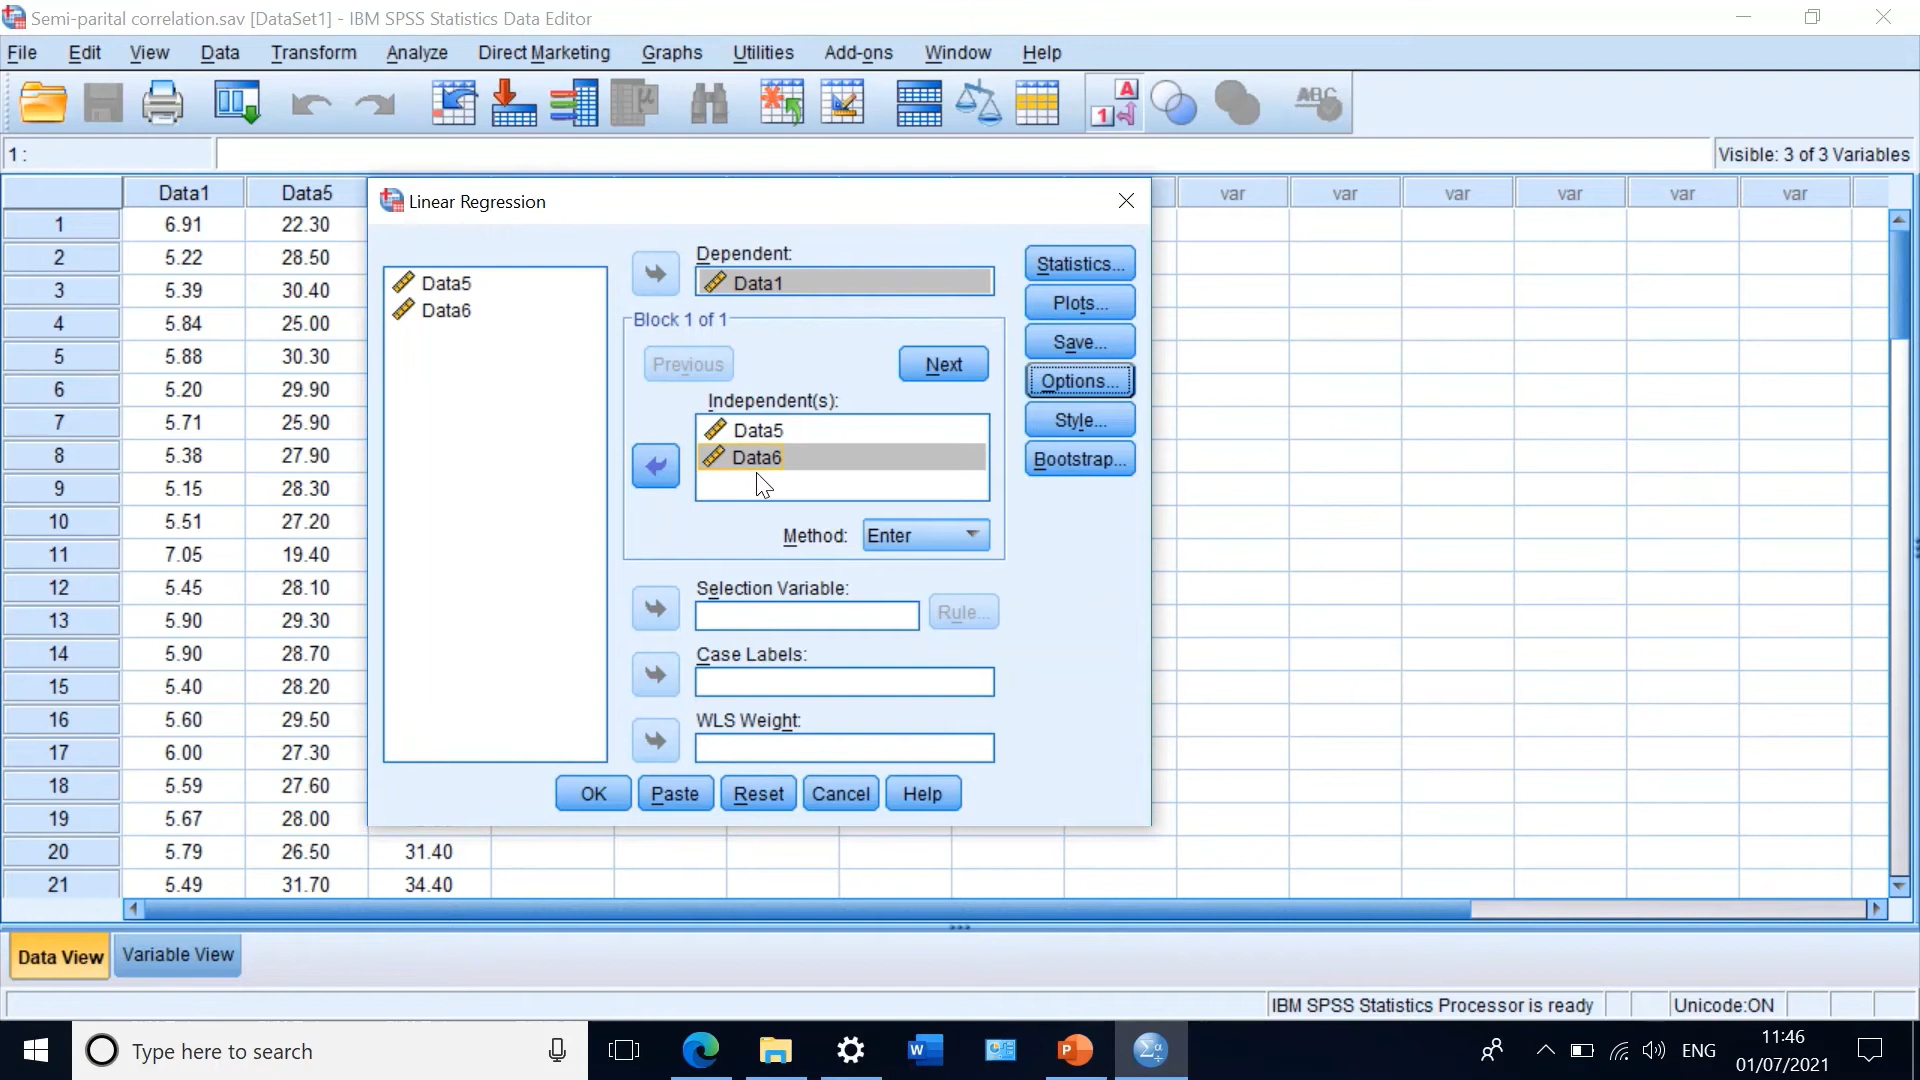 Semi-parital correlation.sav [DataSet1] - IBM SPSS Statistics Data Editor
File Edit View Data Transform Analyze Direct Marketing Graphs Utilities Add-ons Window Help
1 A ABC
1 : Visible: 3 of 3 Variables
Data1 Data5 var var var var var var
1 6.91 22.30
2 5.22 28.50
3 5.39 30.40
4 5.84 25.00
5 5.88 30.30
6 5.20 29.90
7 5.71 25.90
8 5.38 27.90
9 5.15 28.30
10 5.51 27.20
11 7.05 19.40
12 5.45 28.10
13 5.90 29.30
14 5.90 28.70
15 5.40 28.20
16 5.60 29.50
17 6.00 27.30
18 5.59 27.60
19 5.67 28.00
20 5.79 26.50 31.40
21 5.49 31.70 34.40
Linear Regression
Data5
Data6
Dependent:
Data1
Block 1 of 1
Previous Next
Independent(s):
Data5
Data6
Method: Enter
Selection Variable:
Rule...
Case Labels:
WLS Weight:
Statistics...
Plots...
Save...
Options...
Style...
Bootstrap...
OK Paste Reset Cancel Help
Data View Variable View
IBM SPSS Statistics Processor is ready Unicode:ON
Type here to search
ENG
11:46
01/07/2021